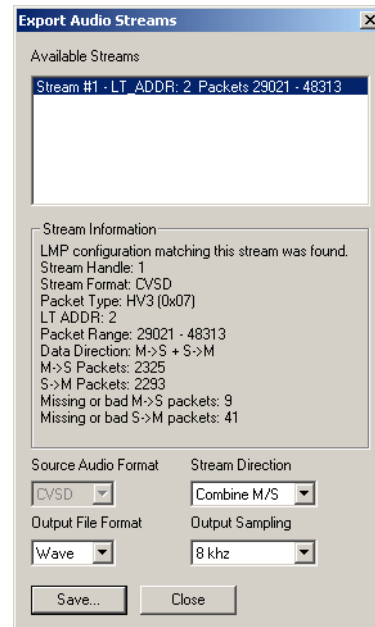 Export Audio Streams
Available Streams
Stream #1 - LT_ADDR: 2 Packets 29021 - 48313
Stream Information
LMP configuration matching this stream was found.
Stream Handle: 1
Stream Format: CVSD
Packet Type: HV3 (0x07)
LT ADDR: 2
Packet Range: 29021 - 48313
Data Direction: M->S + S->M
M->S Packets: 2325
S->M Packets: 2293
Missing or bad M->S packets: 9
Missing or bad S->M packets: 41
Source Audio Format Stream Direction
CVSD Combine M/S
Output File Format Output Sampling
Wave 8 khz
Save... Close